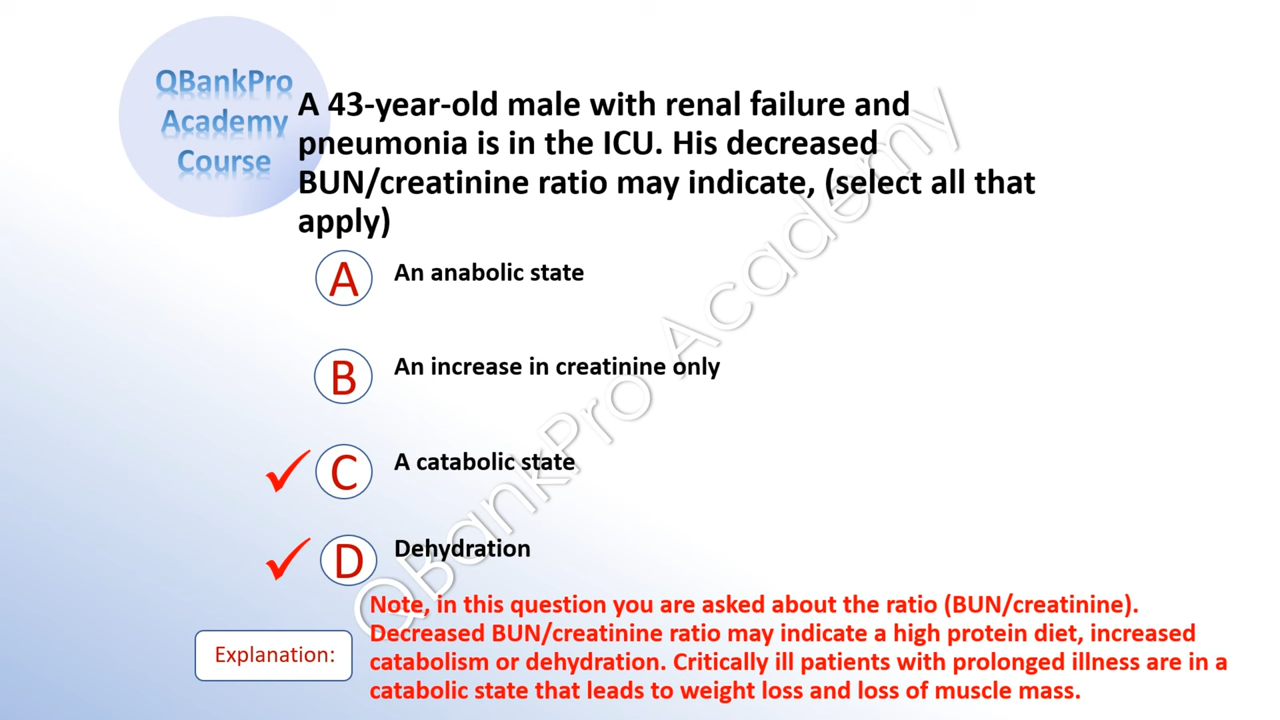 QBankPro
Academy
Course
A 43-year-old male with renal failure and
pneumonia is in the ICU. His decreased
BUN/creatinine ratio may indicate, (select all that
apply)
A An anabolic state
B An increase in creatinine only
C A catabolic state
D Dehydration
QBankPro Academy
Explanation:
Note, in this question you are asked about the ratio (BUN/creatinine).
Decreased BUN/creatinine ratio may indicate a high protein diet, increased
catabolism or dehydration. Critically ill patients with prolonged illness are in a
catabolic state that leads to weight loss and loss of muscle mass.